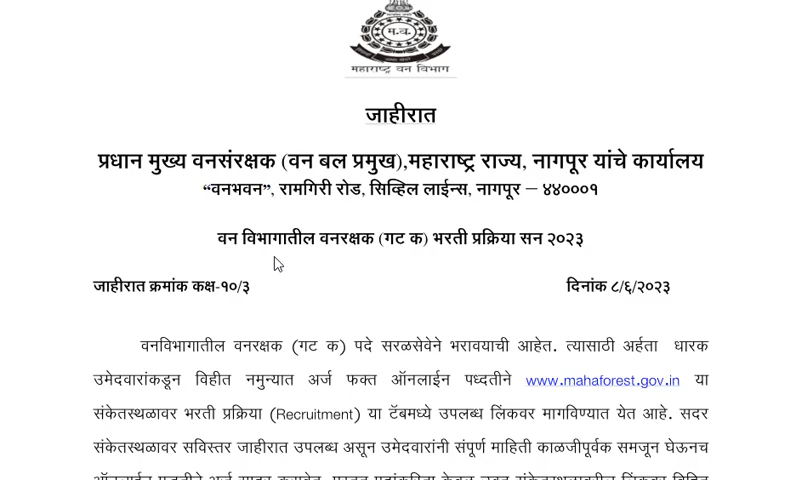 म.व.
महाराष्ट्र वन विभाग
जाहीरात
प्रधान मुख्य वनसंरक्षक (वन बल प्रमुख),महाराष्ट्र राज्य, नागपूर यांचे कार्यालय
“वनभवन”, रामगिरी रोड, सिव्हिल लाईन्स, नागपूर – ४४०००१
वन विभागातील वनरक्षक (गट क) भरती प्रक्रिया सन २०२३
जाहीरात क्रमांक कक्ष-१०/३ दिनांक ८/६/२०२३
वनविभागातील वनरक्षक (गट क) पदे सरळसेवेने भरावयाची आहेत. त्यासाठी अर्हता धारक
उमेदवारांकडून विहीत नमुन्यात अर्ज फक्त ऑनलाईन पध्दतीने www.mahaforest.gov.in या
संकेतस्थळावर भरती प्रक्रिया (Recruitment) या टॅबमध्ये उपलब्ध लिंकवर मागविण्यात येत आहे. सदर
संकेतस्थळावर सविस्तर जाहीरात उपलब्ध असून उमेदवारांनी संपूर्ण माहिती काळजीपूर्वक समजून घेऊनच